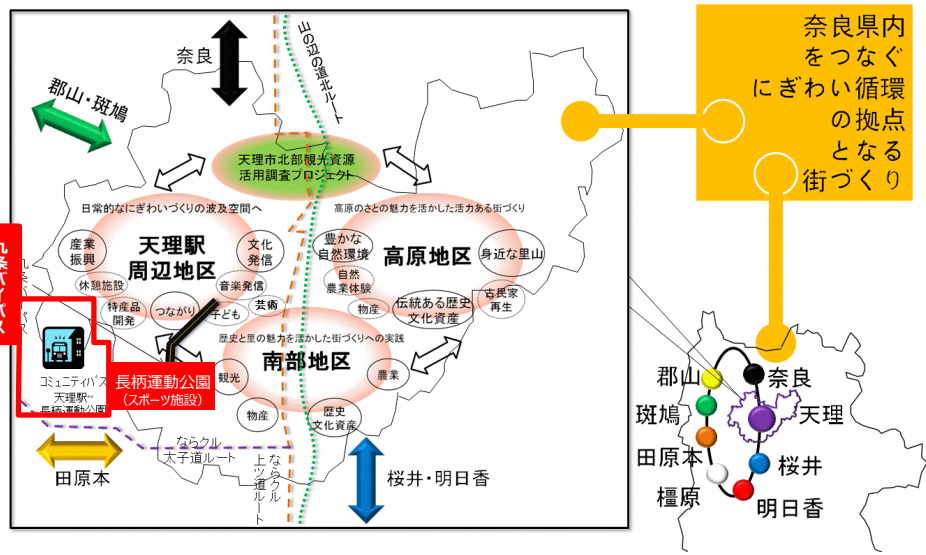 奈良県内
をつなぐ
にぎわい循環
の拠点
となる
街づくり
奈良
山の辺の道北ルート
郡山・斑鳩
天理市北部観光資源
活用調査プロジェクト
日常的なにぎわいづくりの波及空間へ
天理駅
周辺地区
産業
振興
文化
発信
休憩施設
音楽発信
特産品
開発
つながり
子ども
芸術
高原のさとの魅力を活かした活力ある街づくり
高原地区
豊かな
自然環境
身近な里山
自然
農業体験
物産
伝統ある歴史
文化資産
古民家
再生
歴史と里の魅力を活かした街づくりへの実践
南部地区
観光
農業
物産
歴史
文化資産
九条バイパス
コミュニティバス
天理駅~
長柄運動公園
長柄運動公園
(スポーツ施設)
ならクル
太子道ルート
ならクル
上ツ道ルート
田原本
桜井・明日香
郡山
奈良
斑鳩
天理
田原本
桜井
橿原
明日香